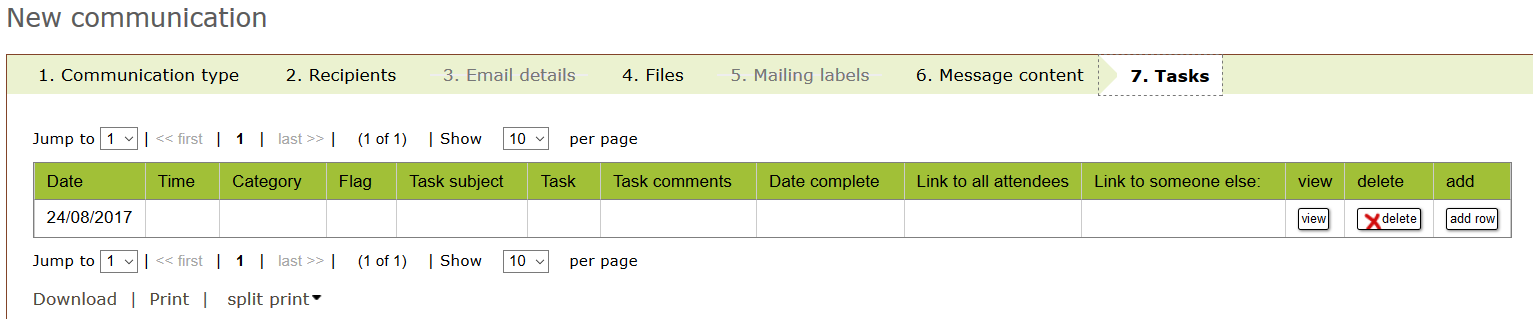 New communication
1. Communication type 2. Recipients 3. Email details 4. Files 5. Mailing labels 6. Message content 7. Tasks
Jump to 1 | << first | 1 | last >> | (1 of 1) | Show 10 per page
Date Time Category Flag Task subject Task Task comments Date complete Link to all attendees Link to someone else: view delete add
24/08/2017 view delete add row
Jump to 1 | << first | 1 | last >> | (1 of 1) | Show 10 per page
Download | Print | split print